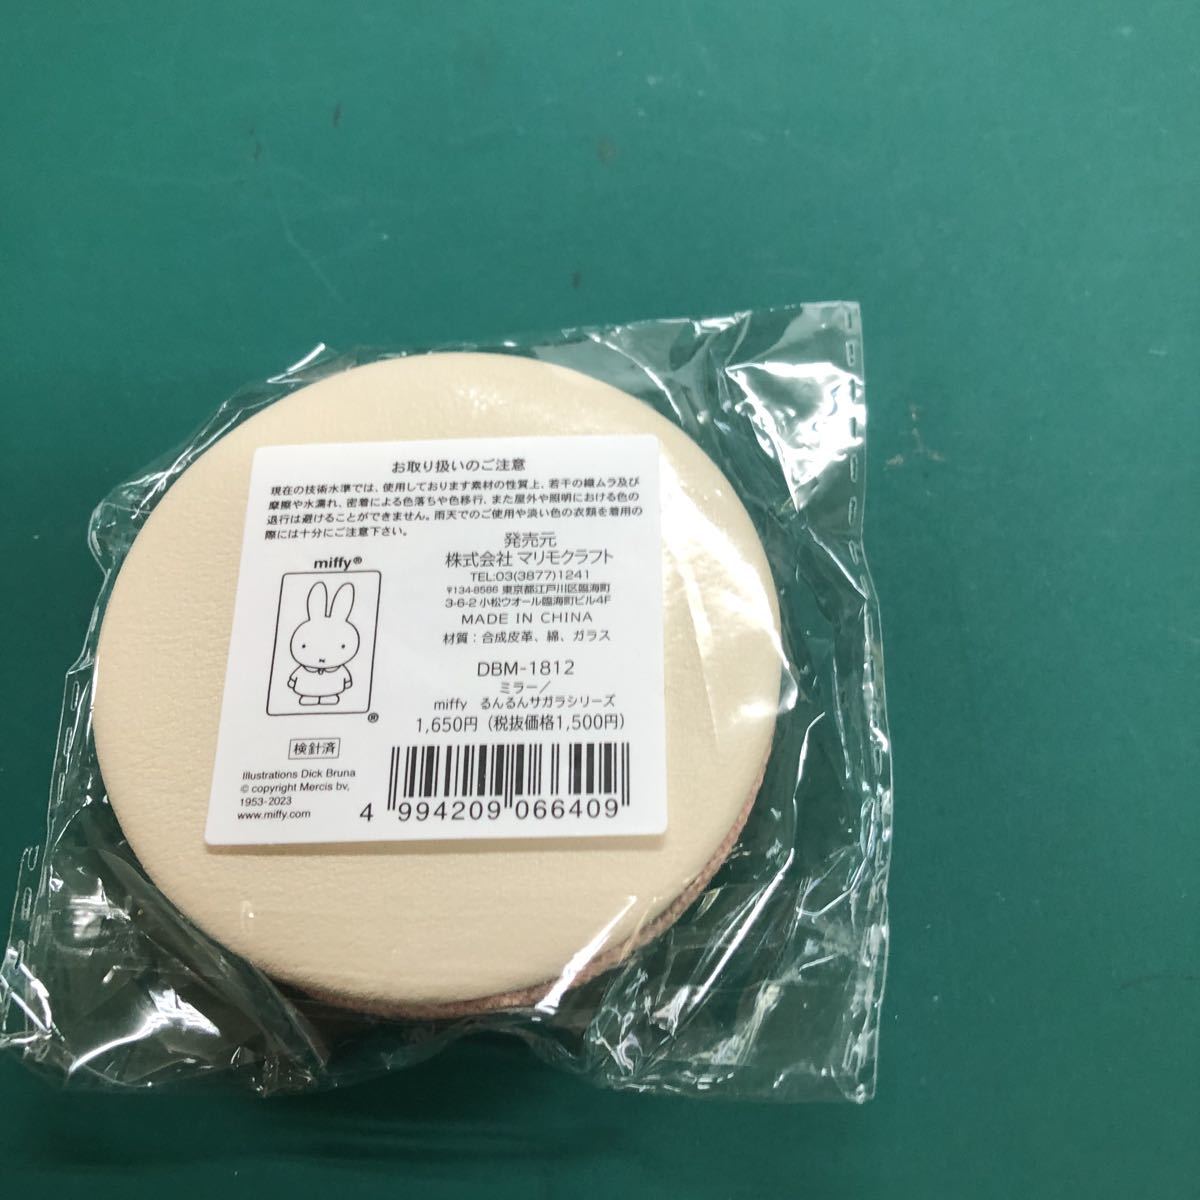 お取り扱いのご注意
現在の技術水準では、使用しております素材の性質上、若干の織ムラ及び
摩擦や水濡れ、密着による色落ちや色移行、また屋外や照明における色の
退行は避けることができません。雨天でのご使用や淡い色の衣類を着用の
際には十分にご注意下さい。
miffy®
®
発売元
株式会社 マリモクラフト
TEL:03(3877)1241
〒134-8586 東京都江戸川区臨海町
3-6-2 小松ウオール臨海町ビル4F
MADE IN CHINA
材質：合成皮革、綿、ガラス
DBM-1812
ミラー／
miffy るんるんサガラシリーズ
1,650円（税抜価格1,500円）
検針済
Illustrations Dick Bruna
© copyright Mercis bv,
1953-2023
www.miffy.com
4 994209 066409